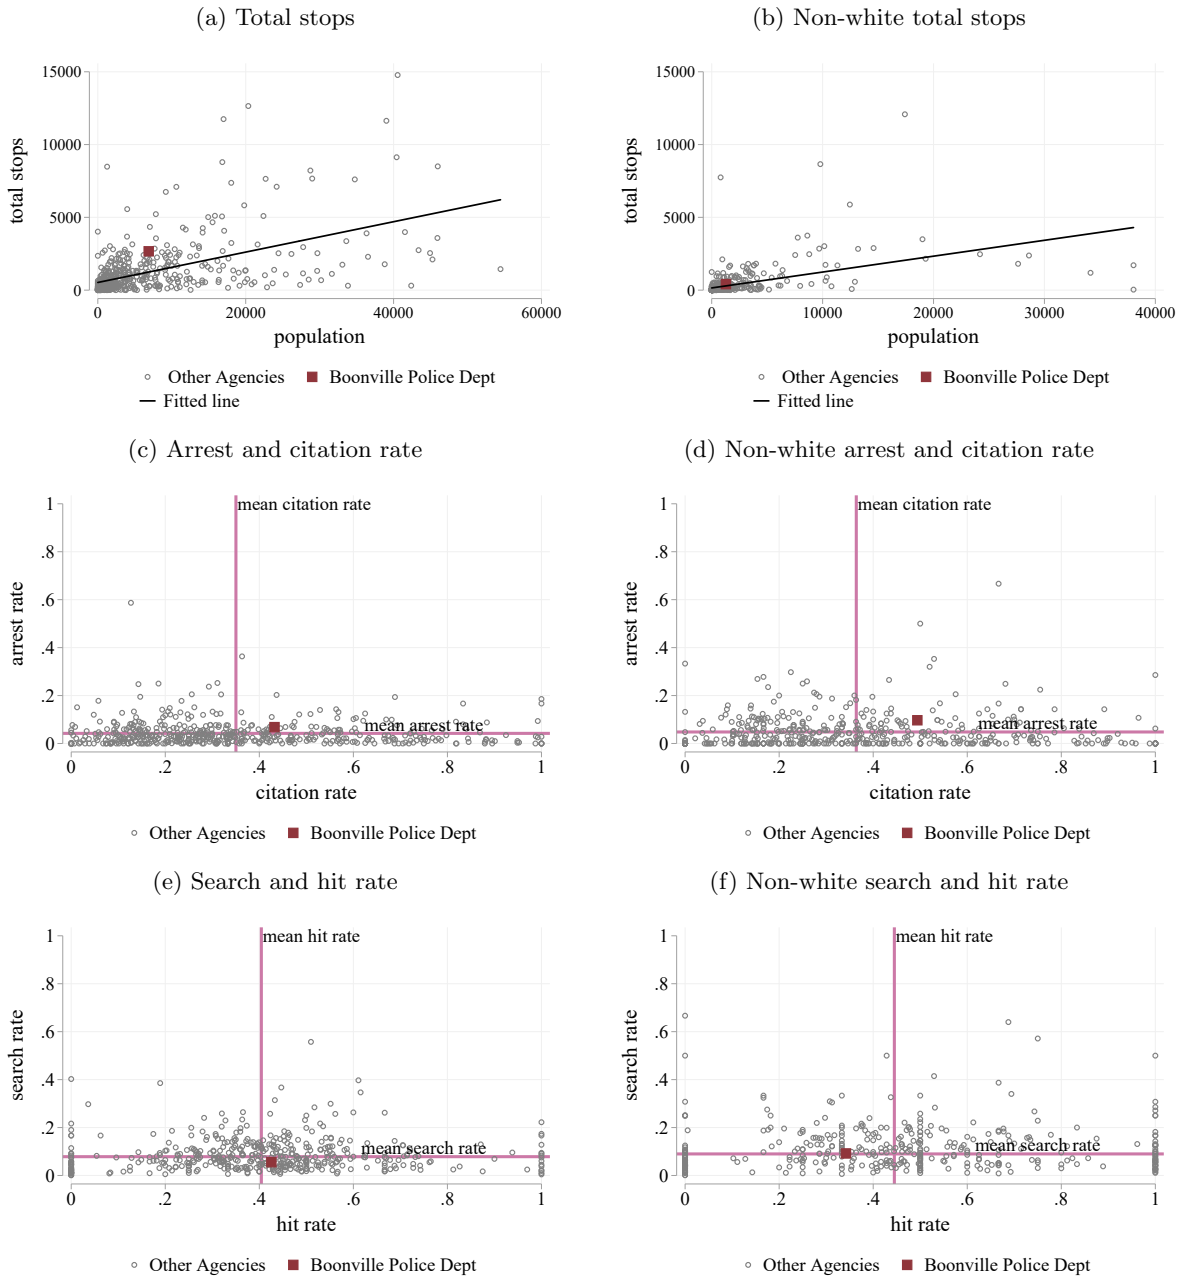 (a) Total stops
(b) Non-white total stops
15000
10000
5000
0
total stops
0
20000
40000
60000
population
Other Agencies
Boonville Police Dept
Fitted line
15000
10000
5000
0
total stops
0
10000
20000
30000
40000
population
Other Agencies
Boonville Police Dept
Fitted line
(c) Arrest and citation rate
(d) Non-white arrest and citation rate
1
.8
.6
.4
.2
0
arrest rate
mean citation rate
mean arrest rate
0
.2
.4
.6
.8
1
citation rate
Other Agencies
Boonville Police Dept
1
.8
.6
.4
.2
0
arrest rate
mean citation rate
mean arrest rate
0
.2
.4
.6
.8
1
citation rate
Other Agencies
Boonville Police Dept
(e) Search and hit rate
(f) Non-white search and hit rate
1
.8
.6
.4
.2
0
search rate
mean hit rate
mean search rate
0
.2
.4
.6
.8
1
hit rate
Other Agencies
Boonville Police Dept
1
.8
.6
.4
.2
0
search rate
mean hit rate
mean search rate
0
.2
.4
.6
.8
1
hit rate
Other Agencies
Boonville Police Dept